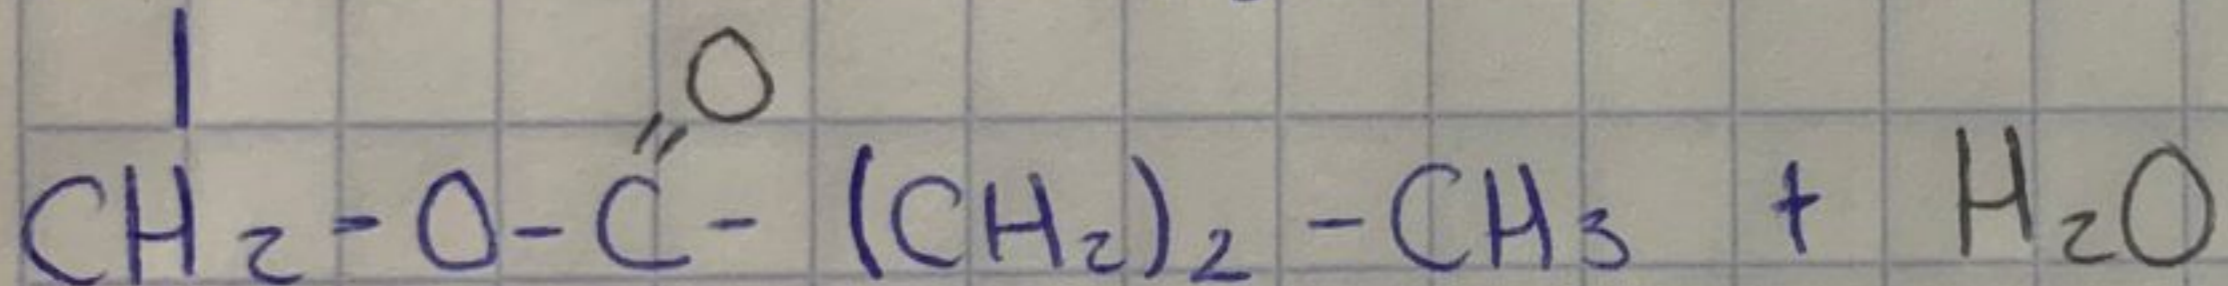 |
O
//
CH₂-O-C-(CH₂)₂-CH₃ + H₂O